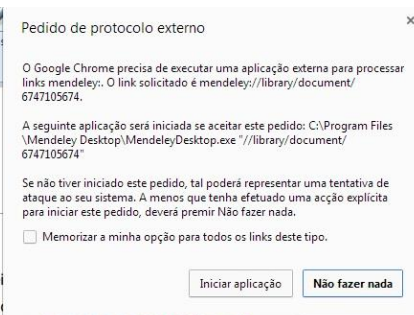 Pedido de protocolo externo
O Google Chrome precisa de executar uma aplicação externa para processar
links mendeley:. O link solicitado é mendeley://library/document/
6747105674.
A seguinte aplicação será iniciada se aceitar este pedido: C:\Program Files
\Mendeley Desktop\MendeleyDesktop.exe "//library/document/
6747105674"
Se não tiver iniciado este pedido, tal poderá representar uma tentativa de
ataque ao seu sistema. A menos que tenha efetuado uma acção explícita
para iniciar este pedido, deverá premir Não fazer nada.
Memorizar a minha opção para todos os links deste tipo.
Iniciar aplicação Não fazer nada